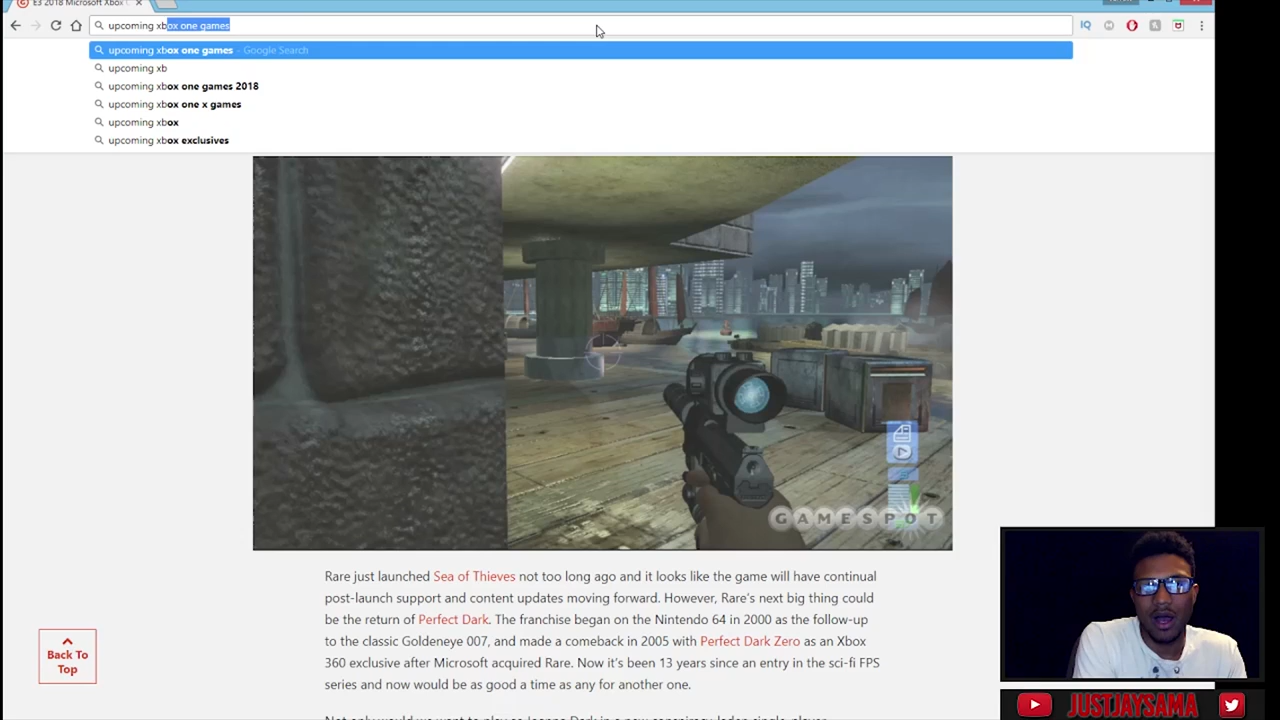 E3 2018 Microsoft Xbox
upcoming xbox one games
upcoming xbox one games - Google Search
upcoming xb
upcoming xbox one games 2018
upcoming xbox one x games
upcoming xbox
upcoming xbox exclusives
GAMESPOT
Rare just launched Sea of Thieves not too long ago and it looks like the game will have continual
post-launch support and content updates moving forward. However, Rare's next big thing could
be the return of Perfect Dark. The franchise began on the Nintendo 64 in 2000 as the follow-up
to the classic Goldeneye 007, and made a comeback in 2005 with Perfect Dark Zero as an Xbox
360 exclusive after Microsoft acquired Rare. Now it's been 13 years since an entry in the sci-fi FPS
series and now would be as good a time as any for another one.
Back To
Top
JUSTJAYSAMA